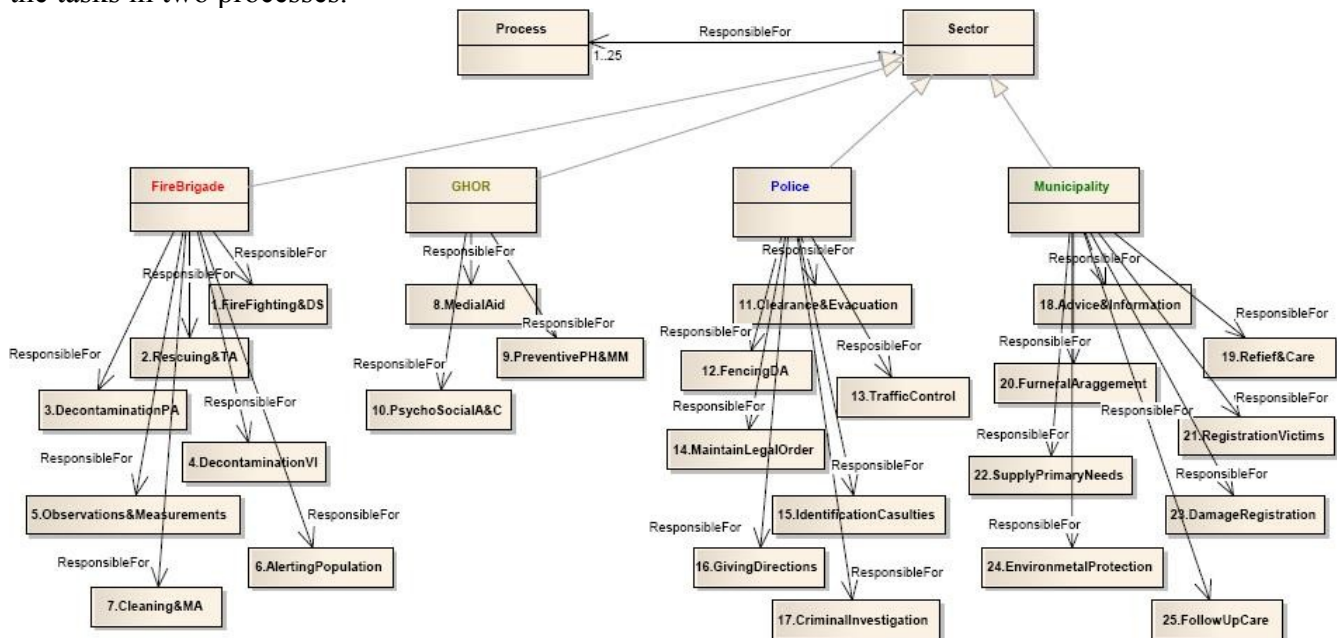 the tasks in two processes.
Process
ResponsibleFor
Sector
1..25
FireBrigade
GHOR
Police
Municipality
ResponsibleFor
ResponsibleFor
ResponsibleFor
ResponsibleFor
ResponsibleFor
1.FireFighting&DS
8.MedialAid
11.Clearance&Evacuation
18.Advice&Information
ResponsibleFor
ResponsibleFor
ResponsibleFor
ResponsibleFor
ResponsibleFor
2.Rescuing&TA
9.PreventivePH&MM
12.FencingDA
13.TrafficControl
20.FurneralAraggement
19.Refief&Care
3.DecontaminationPA
10.PsychoSocialA&C
ResponsibleFor
ResponsibleFor
ResponsibleFor
ResponsibleFor
ResponsibleFor
4.DecontaminationVI
14.MaintainLegalOrder
21.RegistrationVictims
ResponsibleFor
ResponsibleFor
ResponsibleFor
22.SupplyPrimaryNeeds
5.Observations&Measurements
15.IdentificationCasulties
23.DamageRegistration
ResponsibleFor
ResponsibleFor
ResponsibleFor
ResponsibleFor
6.AlertingPopulation
16.GivingDirections
24.EnvironmetalProtection
ResponsibleFor
ResponsibleFor
ResponsibleFor
7.Cleaning&MA
17.CriminalInvestigation
25.FollowUpCare